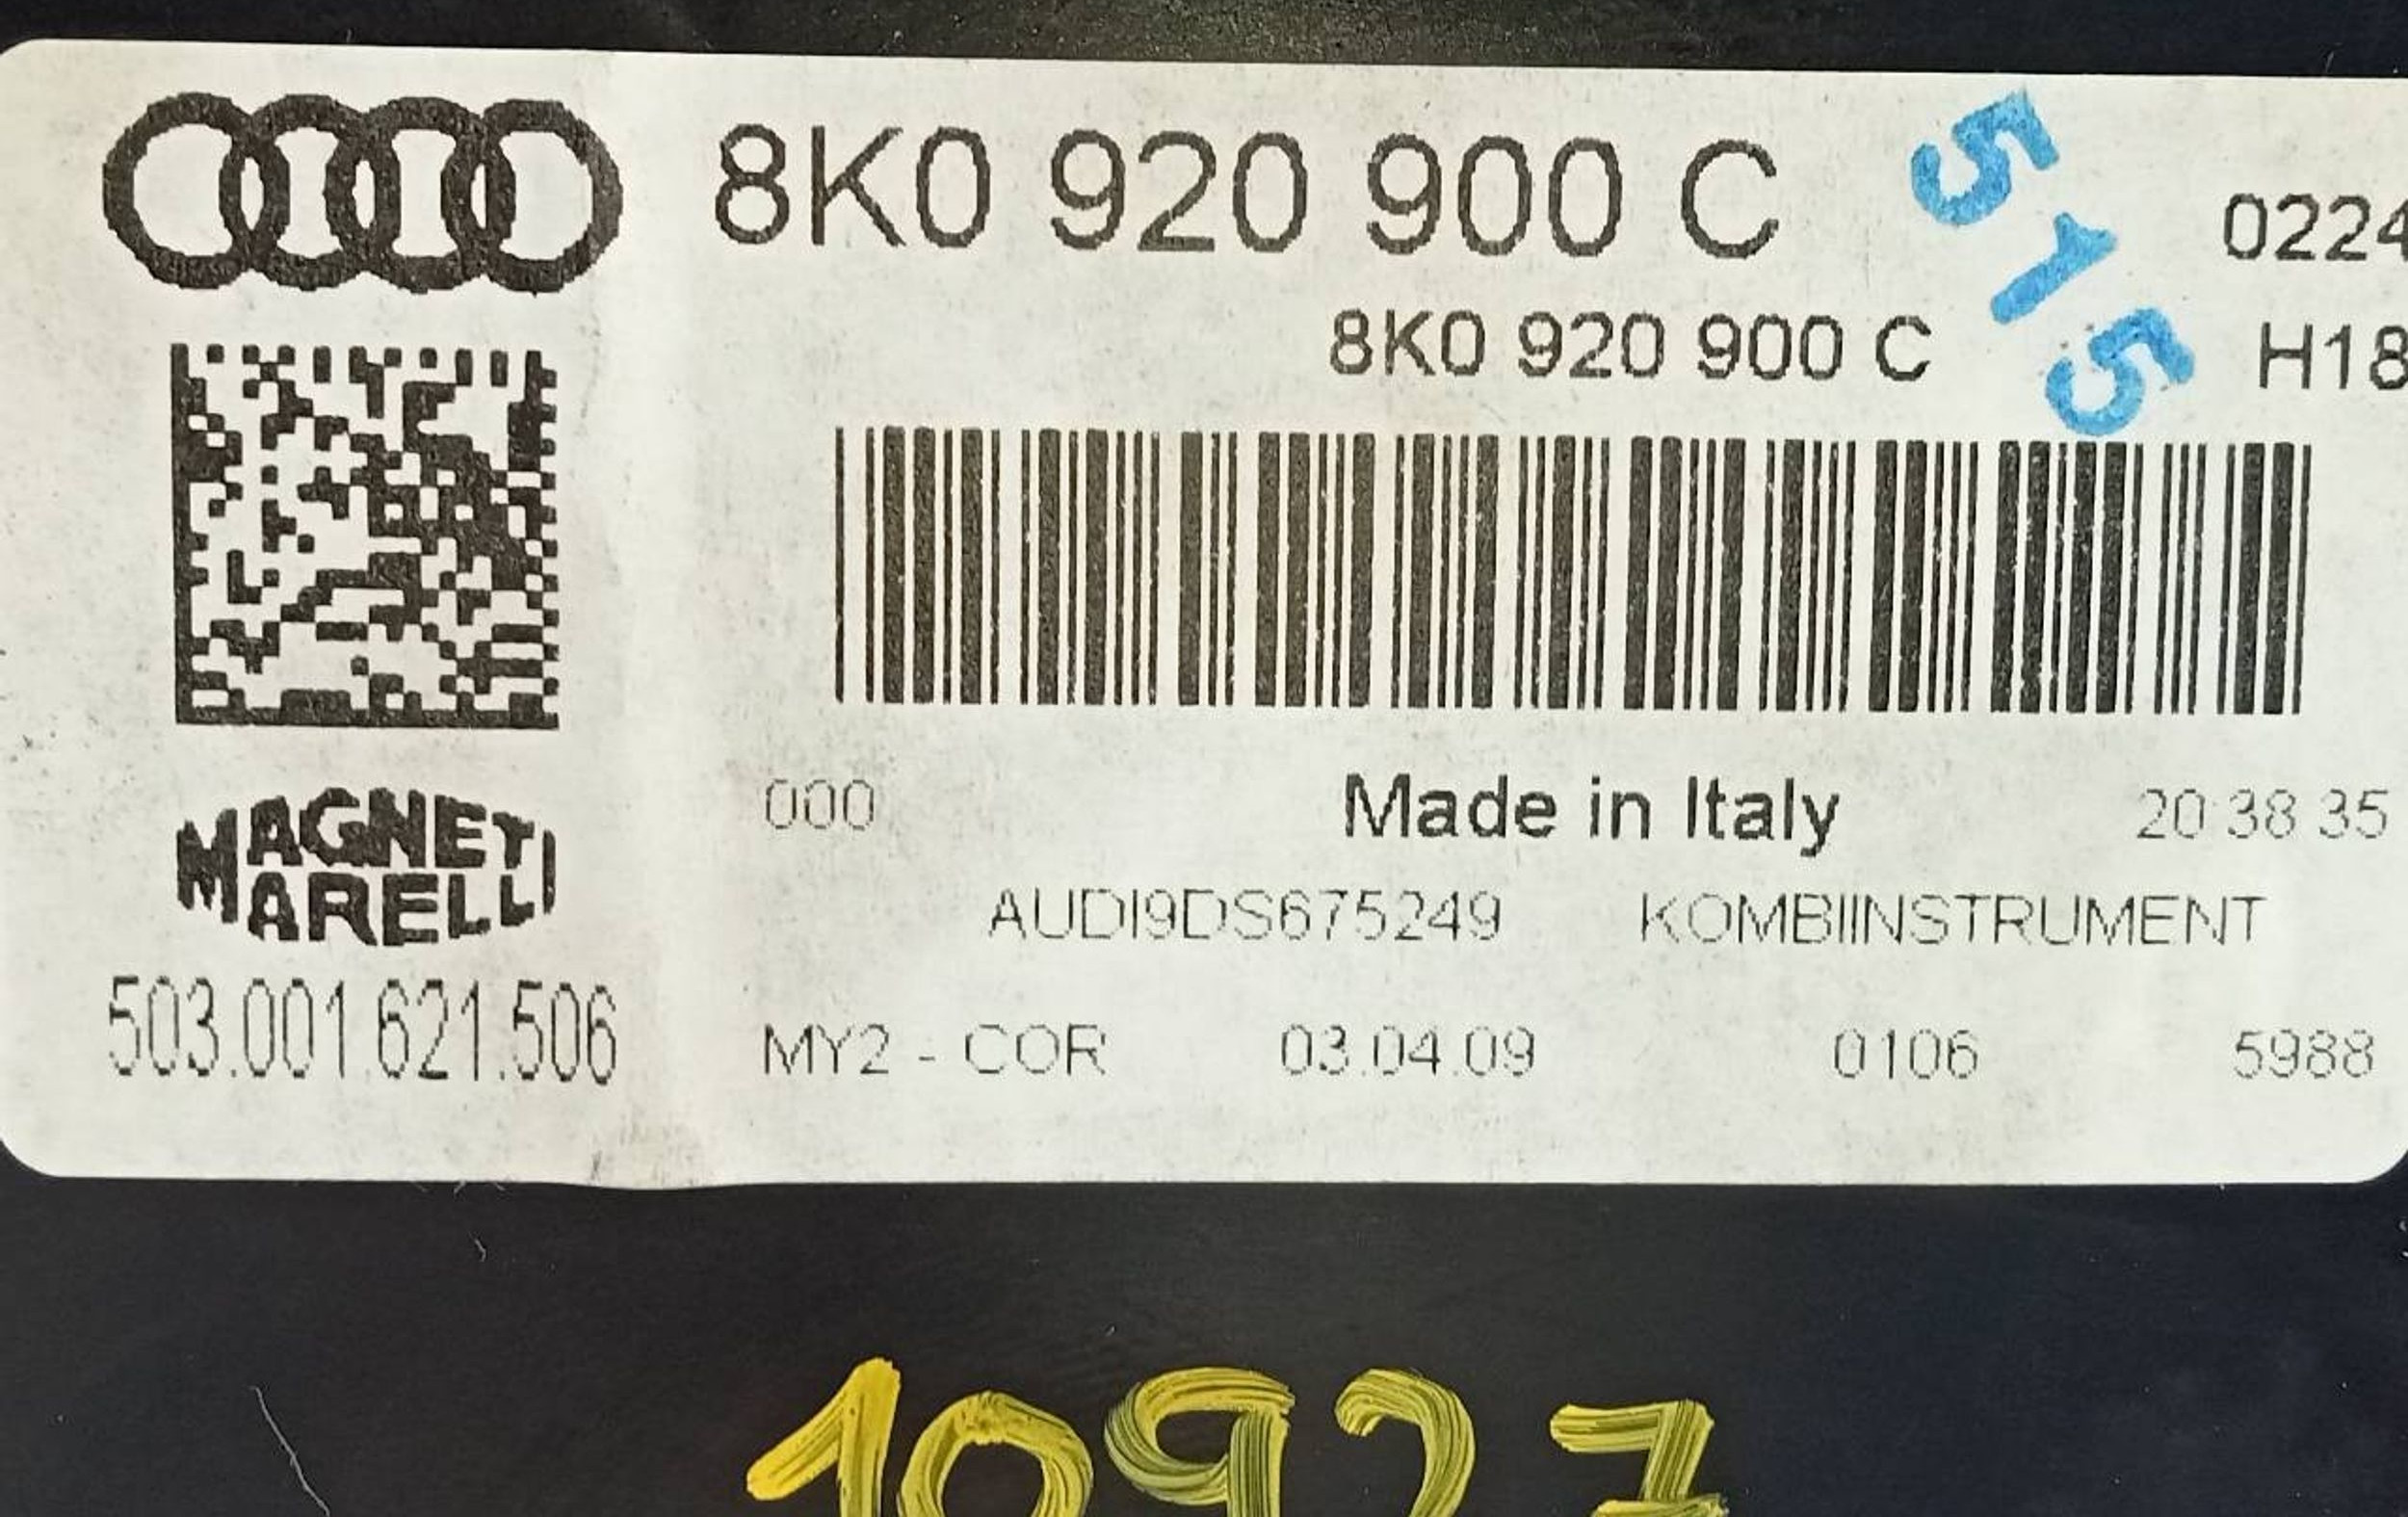 8K0 920 900 C
515
0224
8K0 920 900 C
H18
000
Made in Italy
20:38 35
MAGNETI
MARELLI
AUDI9DS675249
KOMBIINSTRUMENT
503.001.621.506
MY2 - COR
03.04.09
0106
5988
10927